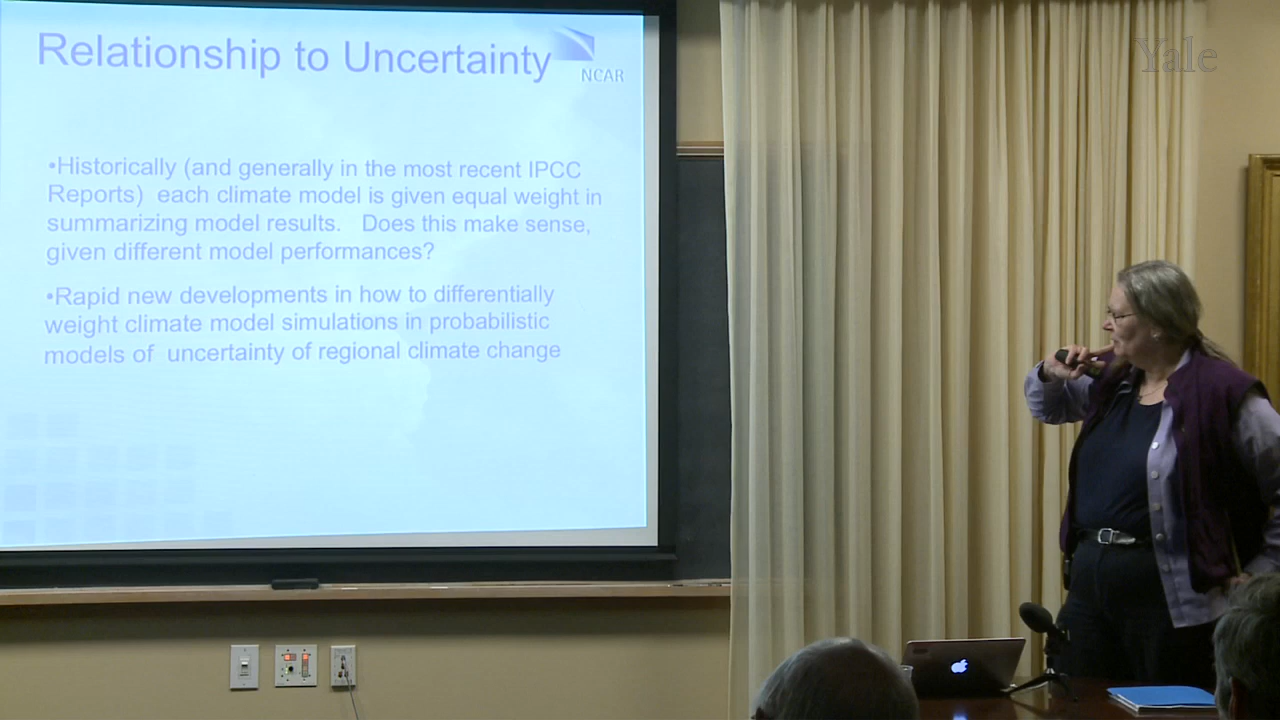 Relationship to Uncertainty
NCAR
Yale
•Historically (and generally in the most recent IPCC
Reports) each climate model is given equal weight in
summarizing model results. Does this make sense,
given different model performances?
•Rapid new developments in how to differentially
weight climate model simulations in probabilistic
models of uncertainty of regional climate change